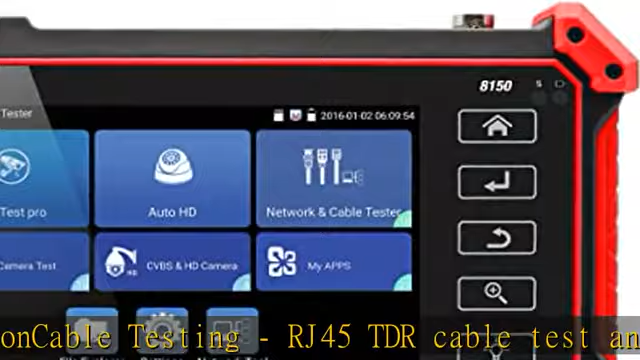 8150
Tester
2016-01-02 06:09:54
Test pro
Auto HD
Network & Cable Tester
Camera Test
HD
CVBS & HD Camera
My APPS
onCable Testing - RJ45 TDR cable test an